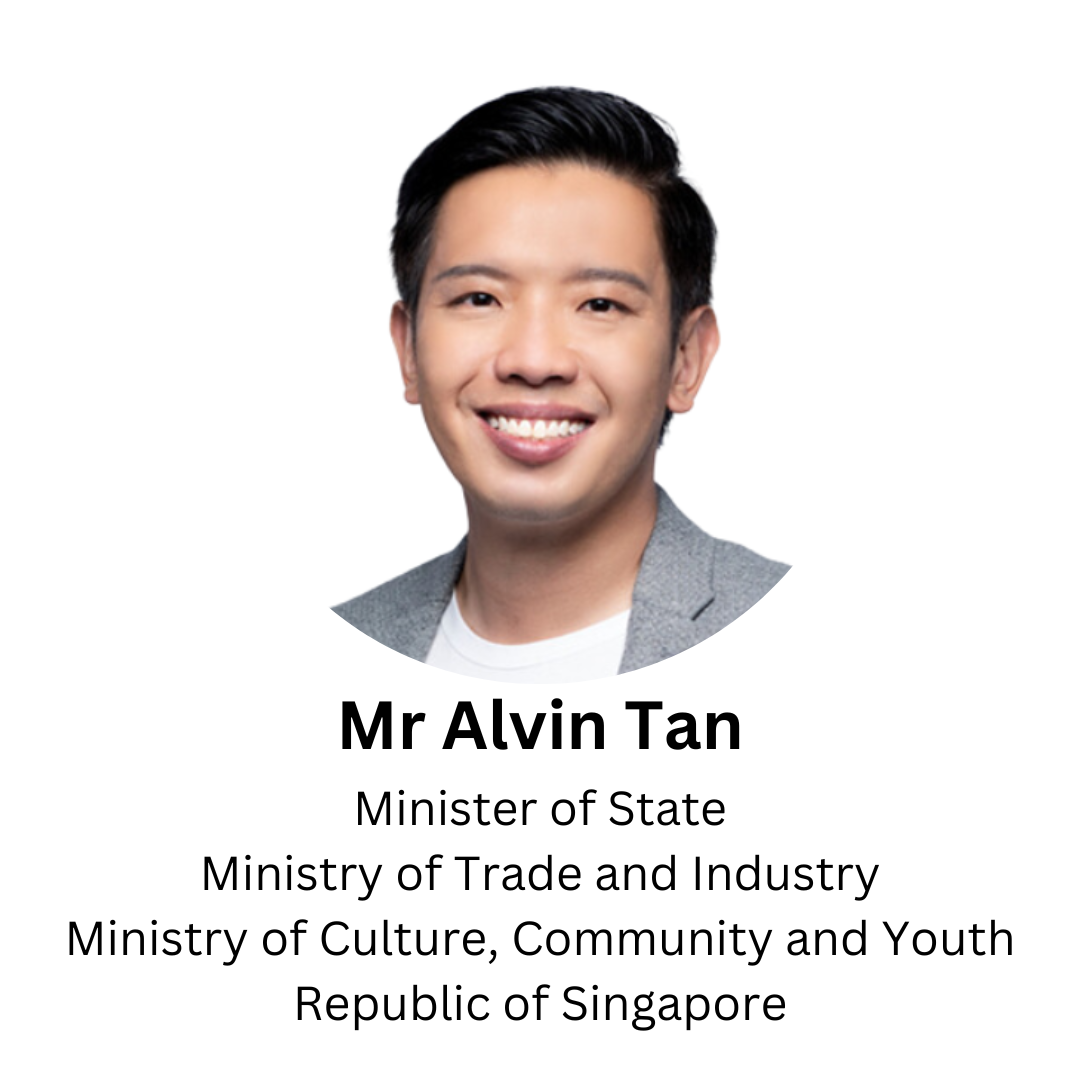 Mr Alvin Tan
Minister of State
Ministry of Trade and Industry
Ministry of Culture, Community and Youth
Republic of Singapore